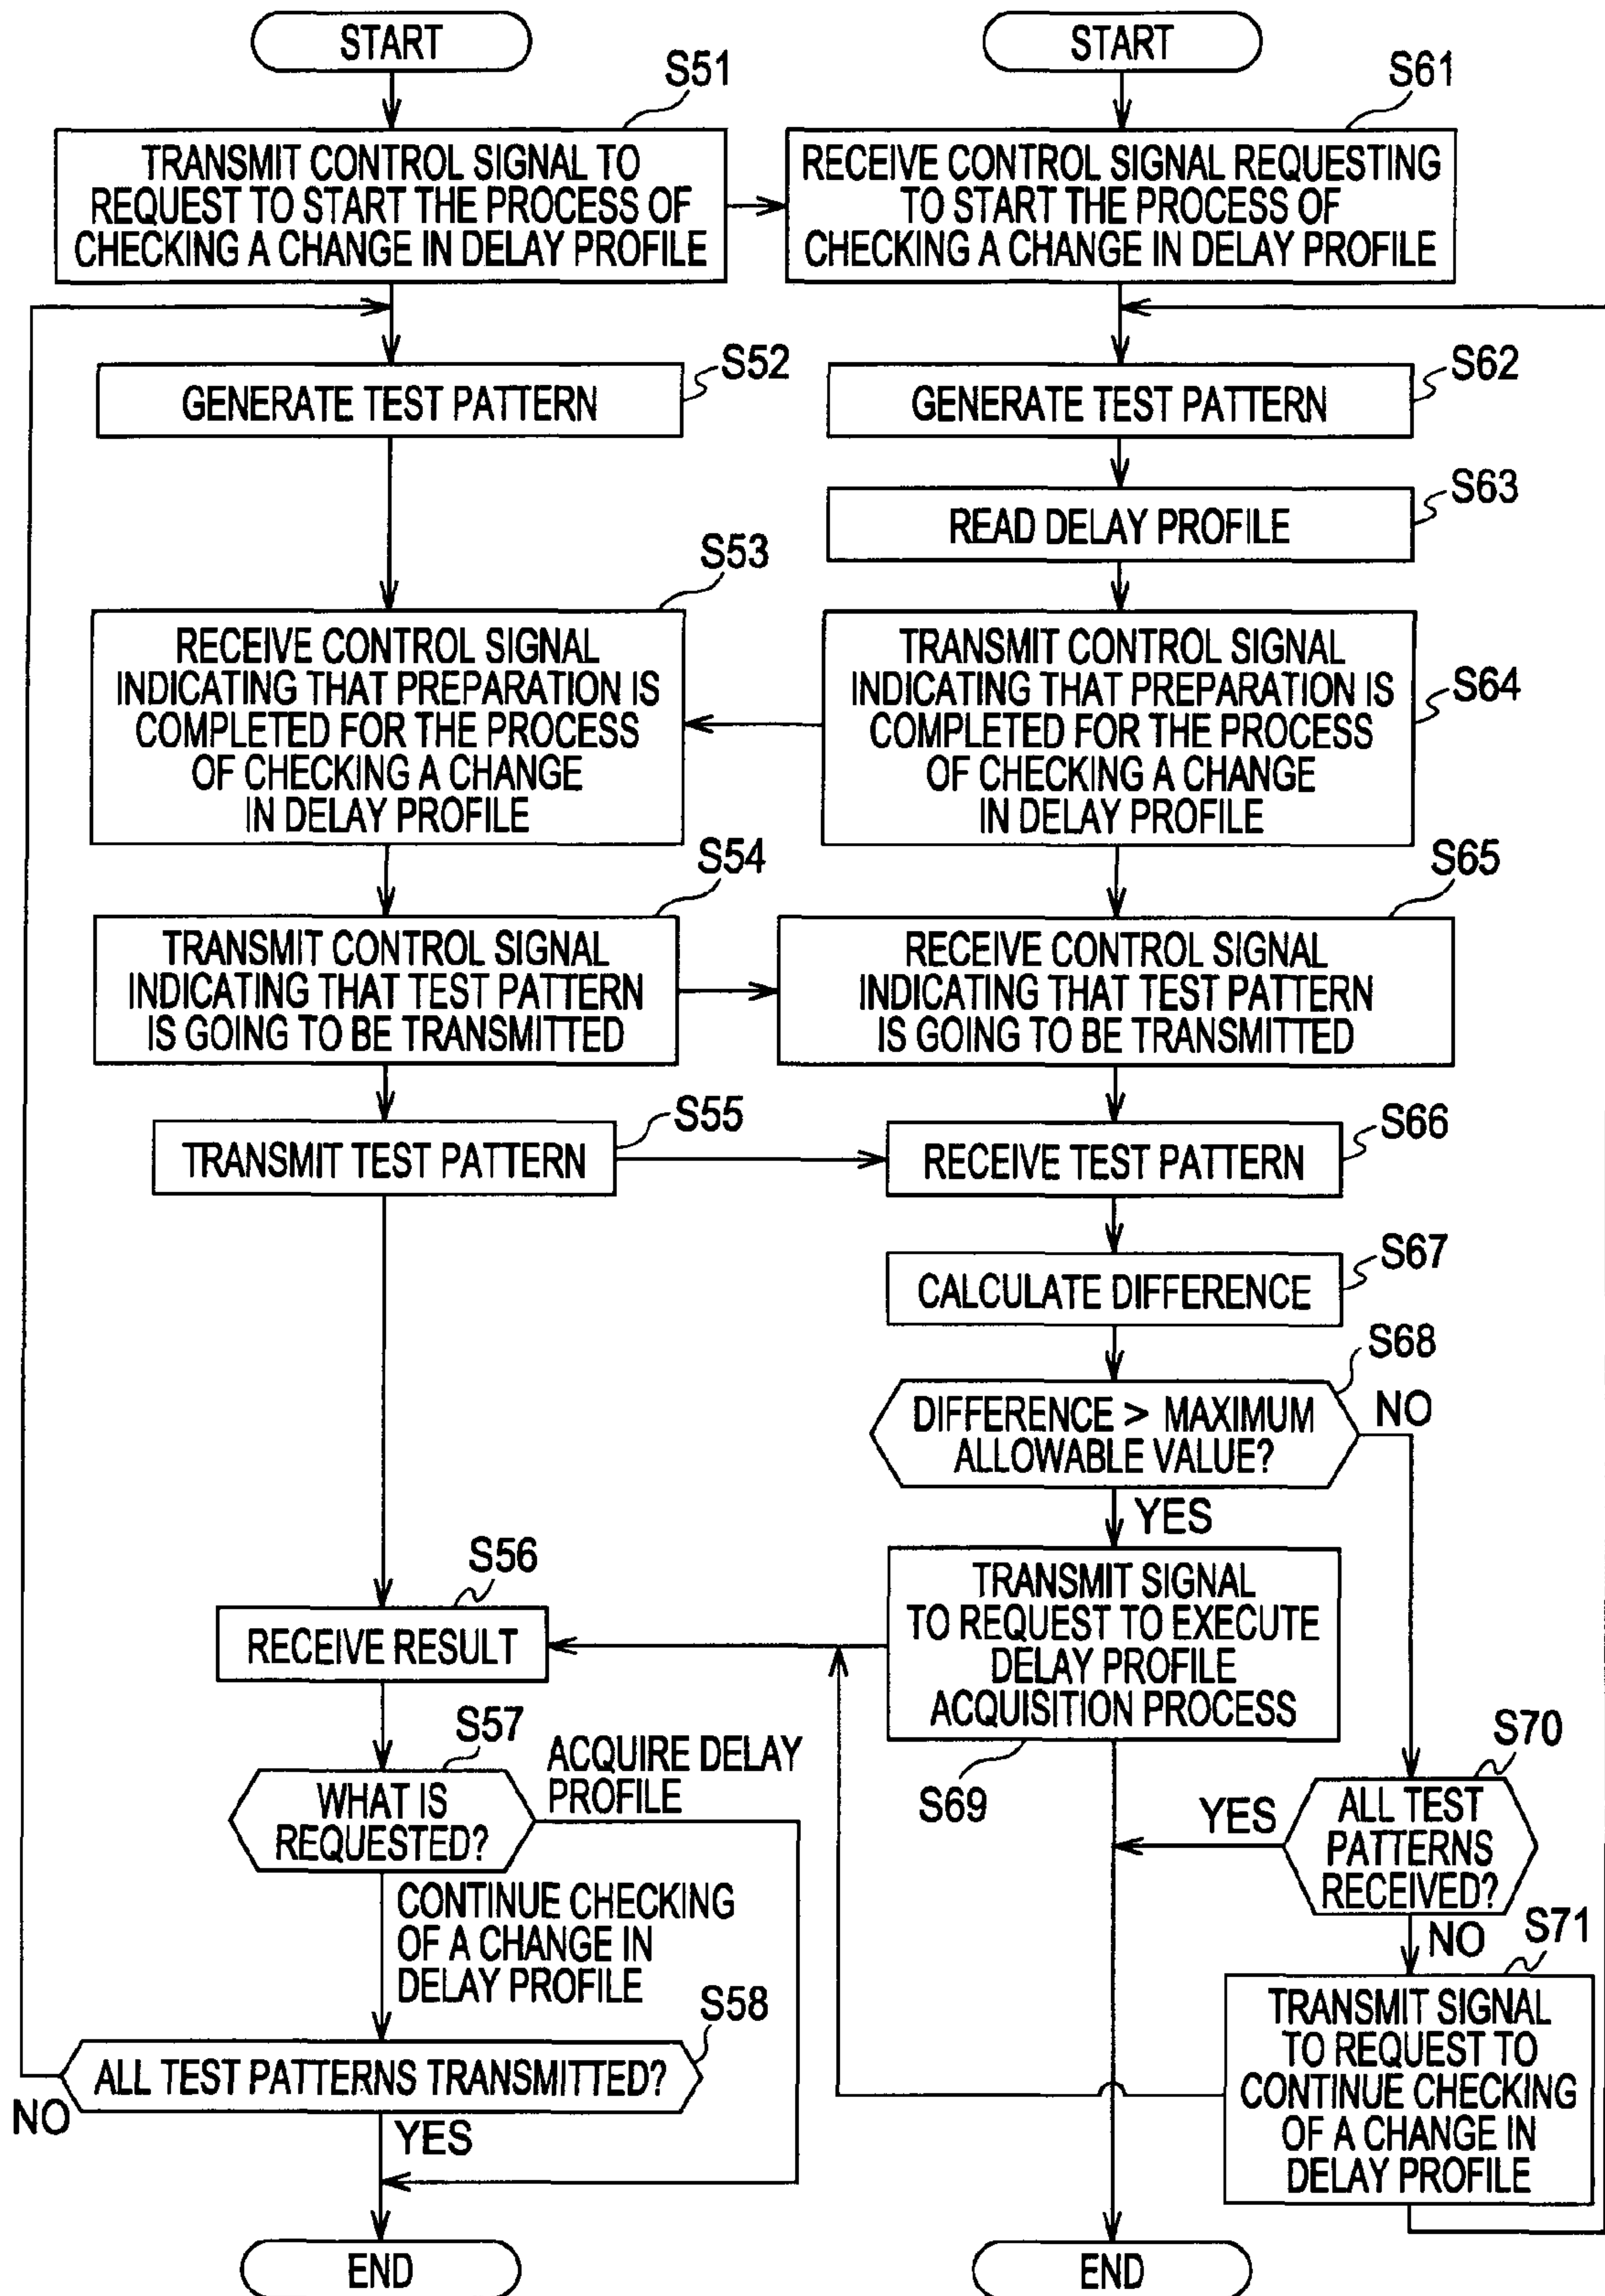 START
S51
TRANSMIT CONTROL SIGNAL TO
REQUEST TO START THE PROCESS OF
CHECKING A CHANGE IN DELAY PROFILE
S52
GENERATE TEST PATTERN
S53
RECEIVE CONTROL SIGNAL
INDICATING THAT PREPARATION IS
COMPLETED FOR THE PROCESS
OF CHECKING A CHANGE
IN DELAY PROFILE
S54
TRANSMIT CONTROL SIGNAL
INDICATING THAT TEST PATTERN
IS GOING TO BE TRANSMITTED
S55
TRANSMIT TEST PATTERN
S56
RECEIVE RESULT
S57
WHAT IS
REQUESTED?
ACQUIRE DELAY
PROFILE
CONTINUE CHECKING
OF A CHANGE IN
DELAY PROFILE
S58
ALL TEST PATTERNS TRANSMITTED?
NO
YES
END
START
S61
RECEIVE CONTROL SIGNAL REQUESTING
TO START THE PROCESS OF
CHECKING A CHANGE IN DELAY PROFILE
S62
GENERATE TEST PATTERN
S63
READ DELAY PROFILE
S64
TRANSMIT CONTROL SIGNAL
INDICATING THAT PREPARATION IS
COMPLETED FOR THE PROCESS
OF CHECKING A CHANGE
IN DELAY PROFILE
S65
RECEIVE CONTROL SIGNAL
INDICATING THAT TEST PATTERN
IS GOING TO BE TRANSMITTED
S66
RECEIVE TEST PATTERN
S67
CALCULATE DIFFERENCE
S68
DIFFERENCE > MAXIMUM
ALLOWABLE VALUE?
NO
YES
TRANSMIT SIGNAL
TO REQUEST TO EXECUTE
DELAY PROFILE
ACQUISITION PROCESS
S69
S70
ALL TEST
PATTERNS
RECEIVED?
YES
NO
S71
TRANSMIT SIGNAL
TO REQUEST TO
CONTINUE CHECKING
OF A CHANGE IN
DELAY PROFILE
END